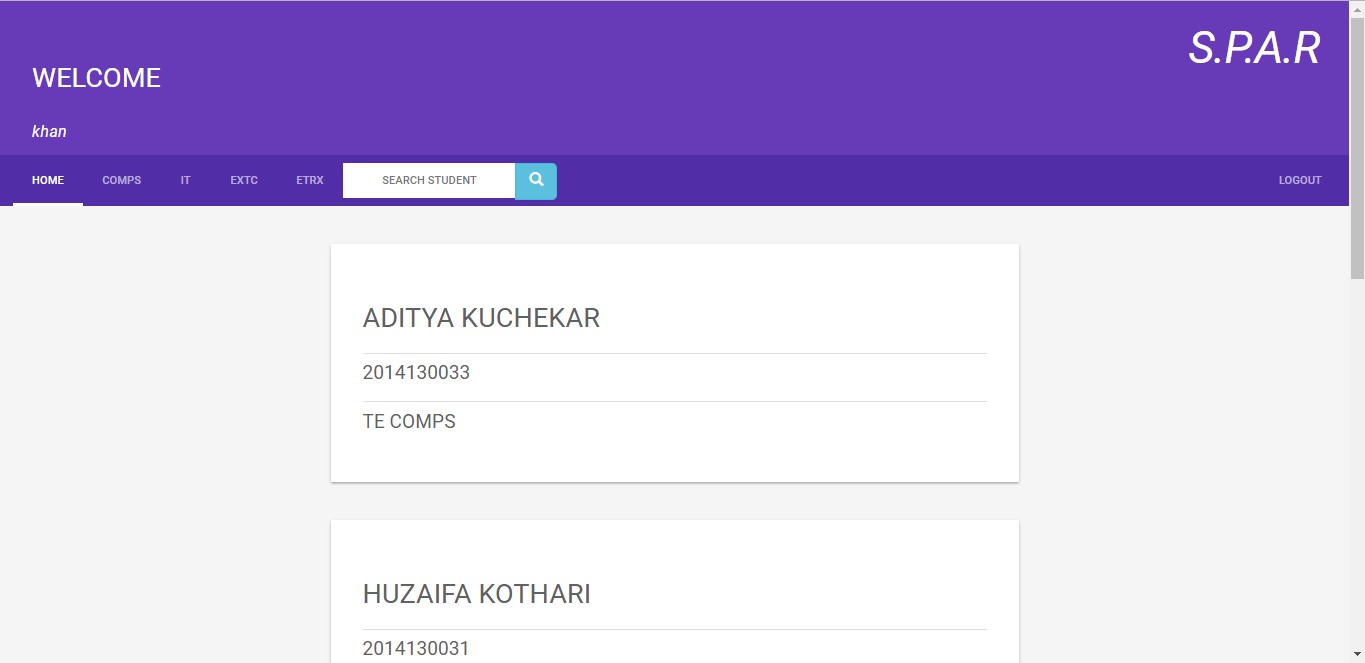 S.P.A.R
WELCOME
khan
HOME COMPS IT EXTC ETRX SEARCH STUDENT LOGOUT
ADITYA KUCHEKAR
2014130033
TE COMPS
HUZAIFA KOTHARI
2014130031